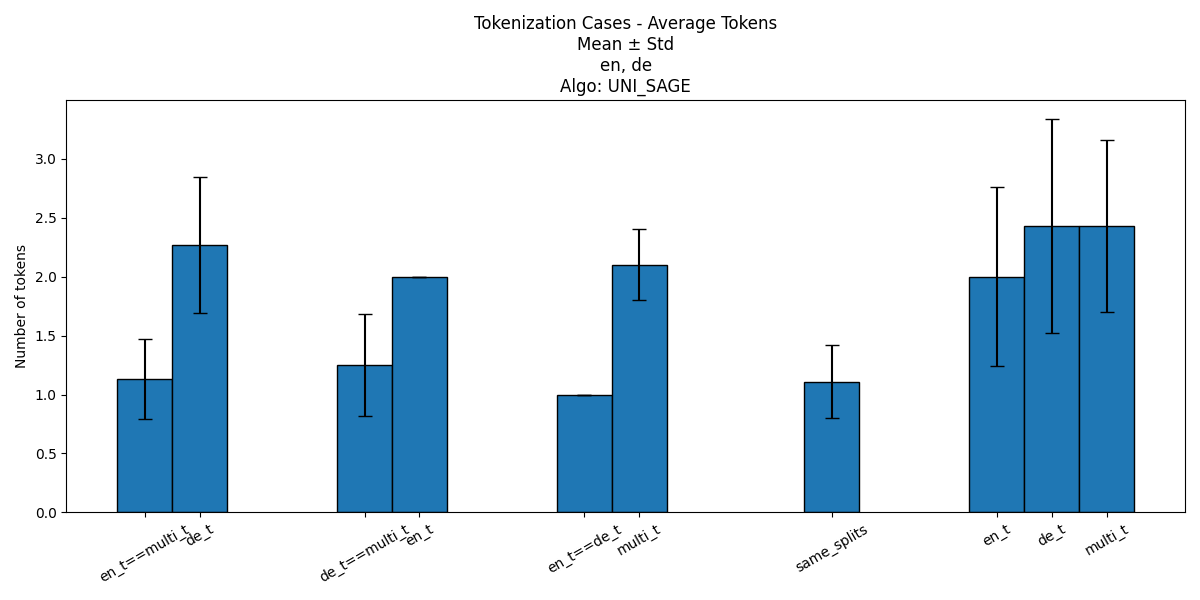 Tokenization Cases - Average Tokens
Mean ± Std
en, de
Algo: UNI_SAGE
Number of tokens
3.0
2.5
2.0
1.5
1.0
0.5
0.0
en_t==multi_t
de_t
de_t==multi_t
en_t
en_t==de_t
multi_t
same_splits
en_t
de_t
multi_t